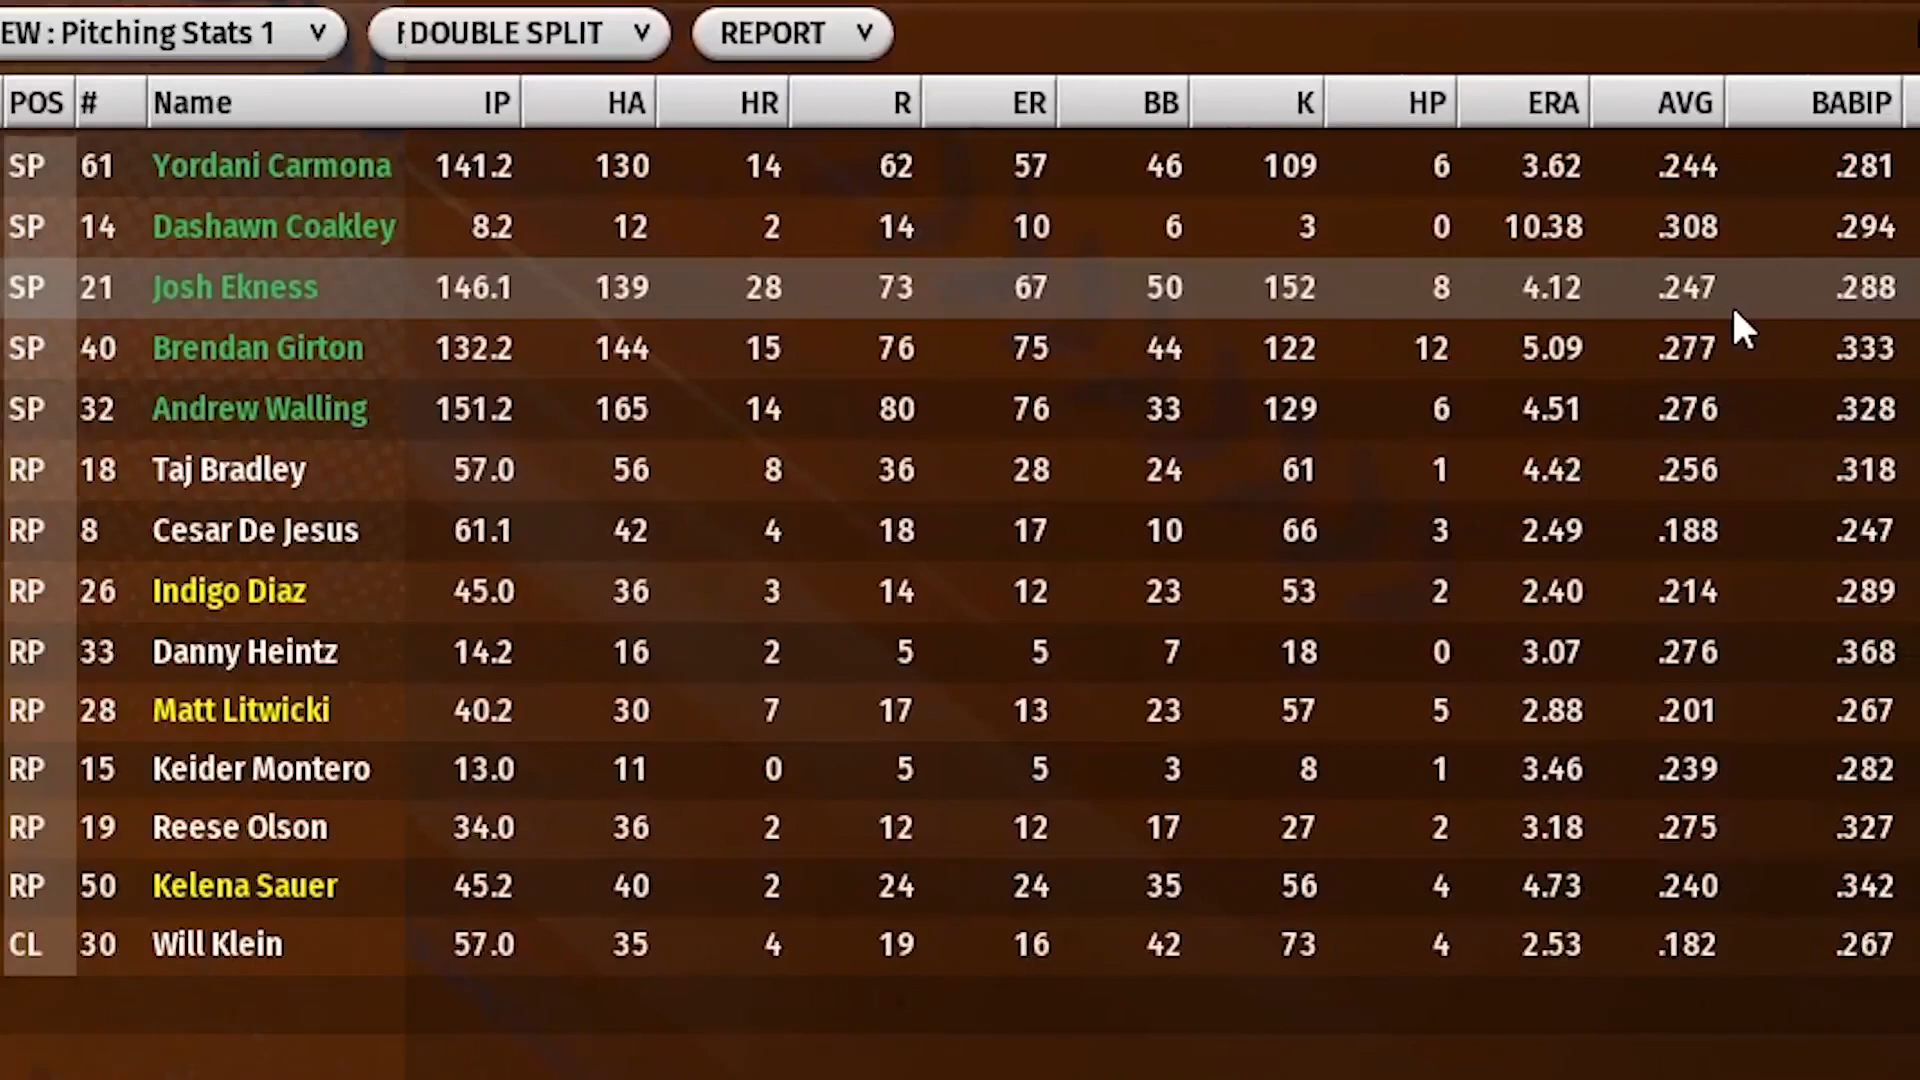 EW : Pitching Stats 1 v DOUBLE SPLIT v REPORT v
POS # Name IP HA HR R ER BB K HP ERA AVG BABIP
SP 61 Yordani Carmona 141.2 130 14 62 57 46 109 6 3.62 .244 .281
SP 14 Dashawn Coakley 8.2 12 2 14 10 6 3 0 10.38 .308 .294
SP 21 Josh Ekness 146.1 139 28 73 67 50 152 8 4.12 .247 .288
SP 40 Brendan Girton 132.2 144 15 76 75 44 122 12 5.09 .277 .333
SP 32 Andrew Walling 151.2 165 14 80 76 33 129 6 4.51 .276 .328
RP 18 Taj Bradley 57.0 56 8 36 28 24 61 1 4.42 .256 .318
RP 8 Cesar De Jesus 61.1 42 4 18 17 10 66 3 2.49 .188 .247
RP 26 Indigo Diaz 45.0 36 3 14 12 23 53 2 2.40 .214 .289
RP 33 Danny Heintz 14.2 16 2 5 5 7 18 0 3.07 .276 .368
RP 28 Matt Litwicki 40.2 30 7 17 13 23 57 5 2.88 .201 .267
RP 15 Keider Montero 13.0 11 0 5 5 3 8 1 3.46 .239 .282
RP 19 Reese Olson 34.0 36 2 12 12 17 27 2 3.18 .275 .327
RP 50 Kelena Sauer 45.2 40 2 24 24 35 56 4 4.73 .240 .342
CL 30 Will Klein 57.0 35 4 19 16 42 73 4 2.53 .182 .267